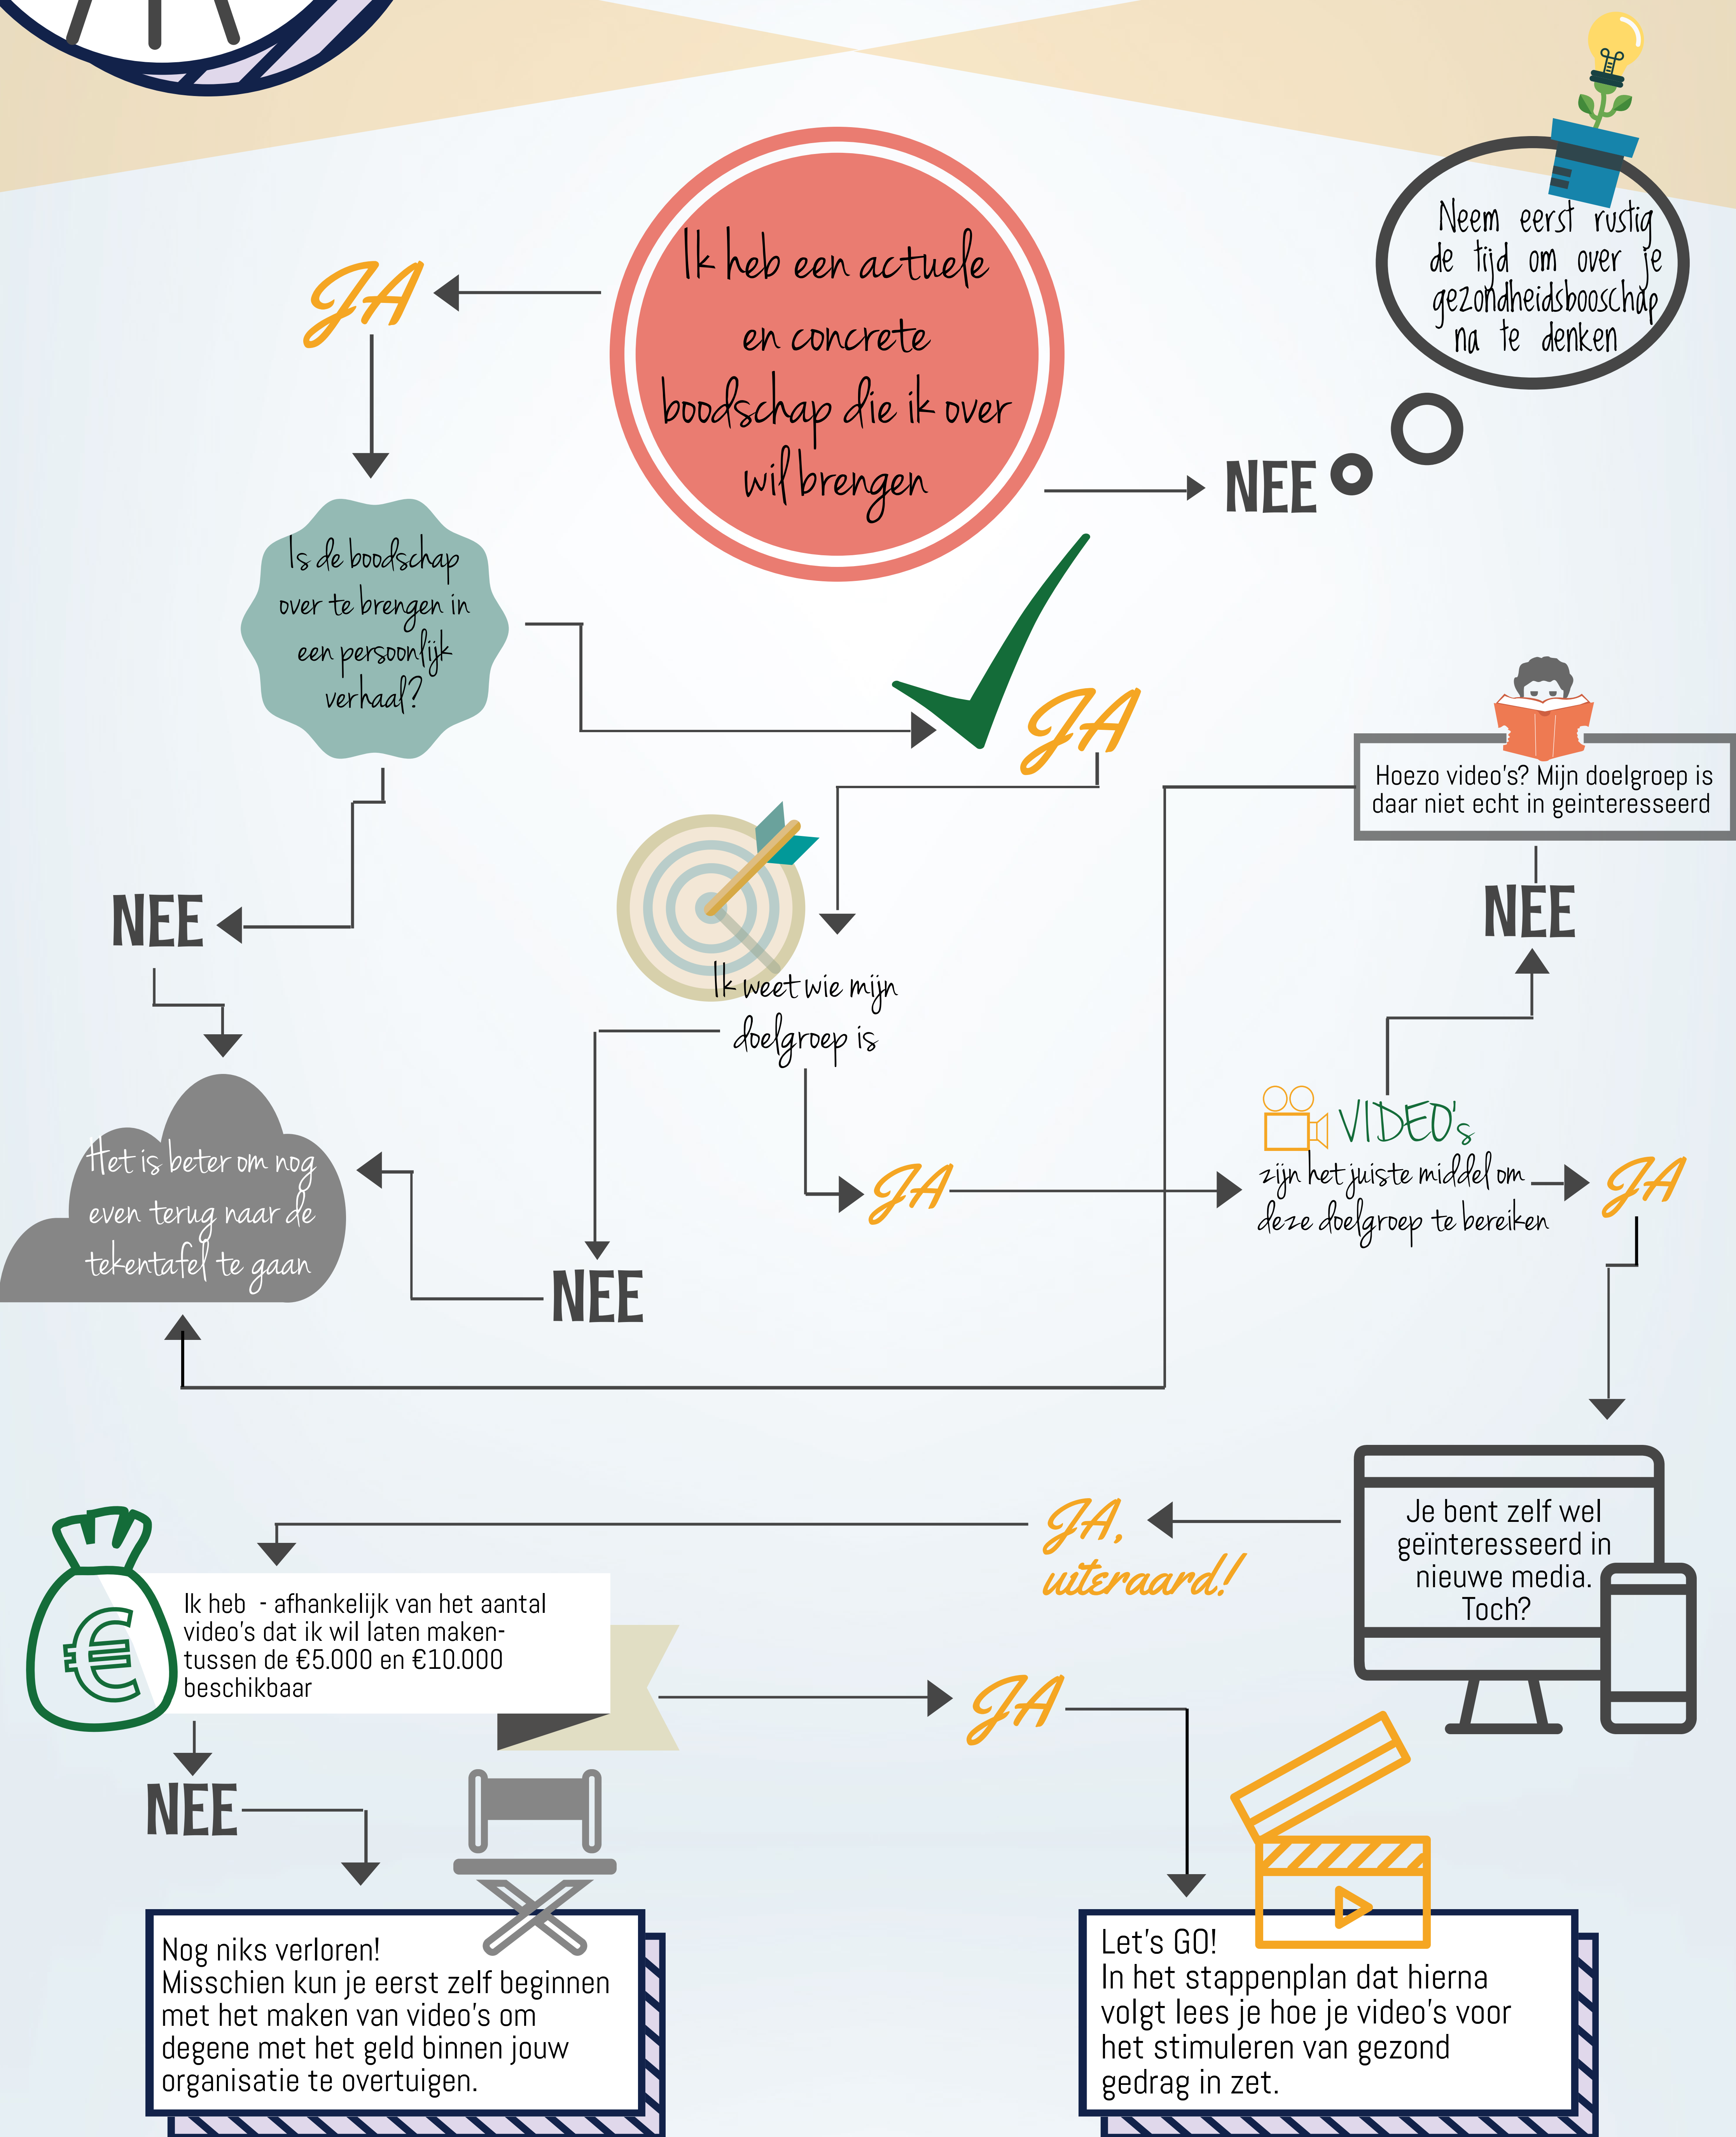 Neem eerst rustig
de tijd om over je
gezondheidsbooschap
na te denken
Ik heb een actuele
en concrete
boodschap die ik over
wil brengen
JA
NEE
Is de boodschap
over te brengen in
een persoonlijk
verhaal?
JA
Hoezo video's? Mijn doelgroep is
daar niet echt in geinteresseerd
NEE
NEE
Ik weet wie mijn
doelgroep is
VIDEO's
zijn het juiste middel om
deze doelgroep te bereiken
JA
JA
Het is beter om nog
even terug naar de
tekentafel te gaan
NEE
Je bent zelf wel
geïnteresseerd in
nieuwe media.
Toch?
JA,
uiteraard!
€
Ik heb - afhankelijk van het aantal
video's dat ik wil laten maken-
tussen de €5.000 en €10.000
beschikbaar
JA
NEE
Nog niks verloren!
Misschien kun je eerst zelf beginnen
met het maken van video's om
degene met het geld binnen jouw
organisatie te overtuigen.
Let's GO!
In het stappenplan dat hierna
volgt lees je hoe je video's voor
het stimuleren van gezond
gedrag in zet.